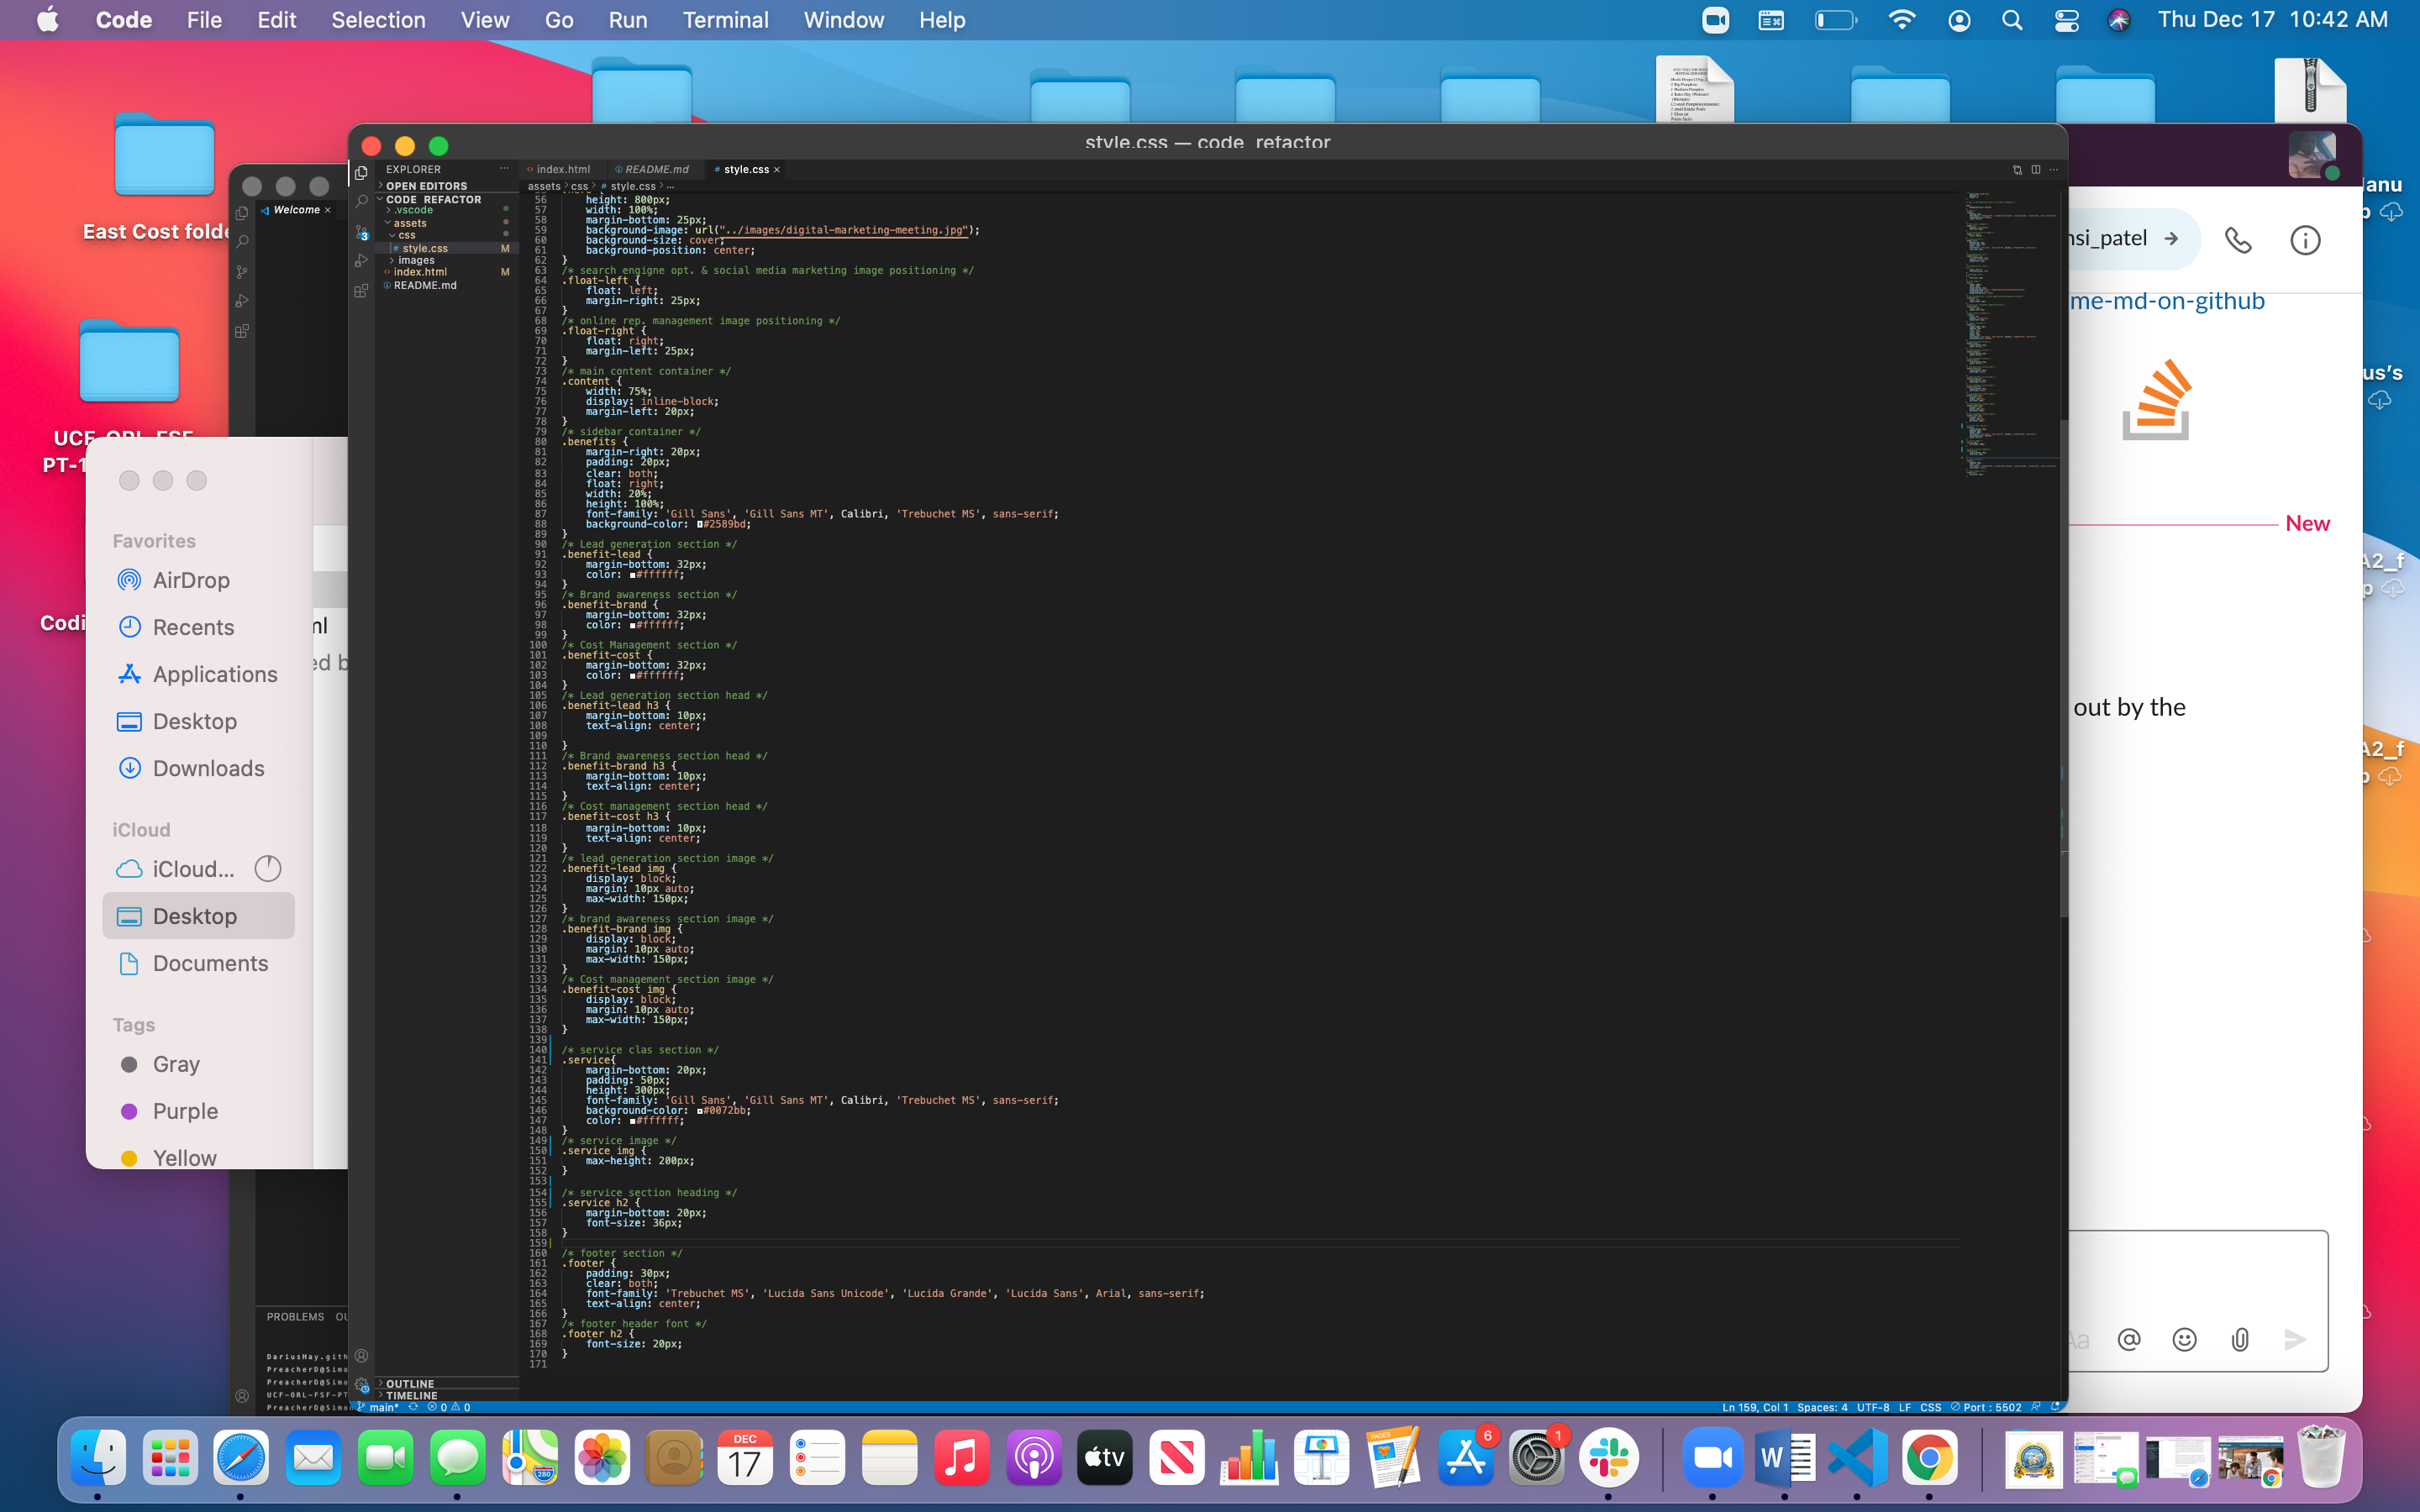 Code File Edit Selection View Go Run Terminal Window Help
Thu Dec 17 10:42 AM
East Cost folde
PT-1
Codi
Welcome
style.css — code_refactor
EXPLORER
OPEN EDITORS
CODE_REFACTOR
.vscode
assets
css
style.css M
images
index.html M
README.md
OUTLINE
TIMELINE
index.html README.md style.css
assets > css > # style.css > ...
56 height: 800px;
57 width: 100%;
58 margin-bottom: 25px;
59 background-image: url("../images/digital-marketing-meeting.jpg");
60 background-size: cover;
61 background-position: center;
62 }
63 /* search engigne opt. & social media marketing image positioning */
64 .float-left {
65 float: left;
66 margin-right: 25px;
67 }
68 /* online rep. management image positioning */
69 .float-right {
70 float: right;
71 margin-left: 25px;
72 }
73 /* main content container */
74 .content {
75 width: 75%;
76 display: inline-block;
77 margin-left: 20px;
78 }
79 /* sidebar container */
80 .benefits {
81 margin-right: 20px;
82 padding: 20px;
83 clear: both;
84 float: right;
85 width: 20%;
86 height: 100%;
87 font-family: 'Gill Sans', 'Gill Sans MT', Calibri, 'Trebuchet MS', sans-serif;
88 background-color: #2589bd;
89 }
90 /* Lead generation section */
91 .benefit-lead {
92 margin-bottom: 32px;
93 color: #ffffff;
94 }
95 /* Brand awareness section */
96 .benefit-brand {
97 margin-bottom: 32px;
98 color: #ffffff;
99 }
100 /* Cost Management section */
101 .benefit-cost {
102 margin-bottom: 32px;
103 color: #ffffff;
104 }
105 /* Lead generation section head */
106 .benefit-lead h3 {
107 margin-bottom: 10px;
108 text-align: center;
109
110 }
111 /* Brand awareness section head */
112 .benefit-brand h3 {
113 margin-bottom: 10px;
114 text-align: center;
115 }
116 /* Cost management section head */
117 .benefit-cost h3 {
118 margin-bottom: 10px;
119 text-align: center;
120 }
121 /* lead generation section image */
122 .benefit-lead img {
123 display: block;
124 margin: 10px auto;
125 max-width: 150px;
126 }
127 /* brand awareness section image */
128 .benefit-brand img {
129 display: block;
130 margin: 10px auto;
131 max-width: 150px;
132 }
133 /* Cost management section image */
134 .benefit-cost img {
135 display: block;
136 margin: 10px auto;
137 max-width: 150px;
138 }
139
140 /* service clas section */
141 .service{
142 margin-bottom: 20px;
143 padding: 50px;
144 height: 300px;
145 font-family: 'Gill Sans', 'Gill Sans MT', Calibri, 'Trebuchet MS', sans-serif;
146 background-color: #0072bb;
147 color: #ffffff;
148 }
149 /* service image */
150 .service img {
151 max-height: 200px;
152 }
153
154 /* service section heading */
155 .service h2 {
156 margin-bottom: 20px;
157 font-size: 36px;
158 }
159
160 /* footer section */
161 .footer {
162 padding: 30px;
163 clear: both;
164 font-family: 'Trebuchet MS', 'Lucida Sans Unicode', 'Lucida Grande', 'Lucida Sans', Arial, sans-serif;
165 text-align: center;
166 }
167 /* footer header font */
168 .footer h2 {
169 font-size: 20px;
170 }
171
main* 0 0
Ln 159, Col 1 Spaces: 4 UTF-8 LF CSS Port : 5502
Favorites
AirDrop
Recents
Applications
Desktop
Downloads
iCloud
iCloud...
Desktop
Documents
Tags
Gray
Purple
Yellow
ed b
PROBLEMS OU
DariusHay.gith
PreacherD@Simo
PreacherD@Simo
UCF-ORL-FSF-PT
PreacherD@Simo
nsi_patel
me-md-on-github
New
out by the
Aa
anu
us's
A2_f
A2_f
DEC
17
280
tv
PAGES
6
1